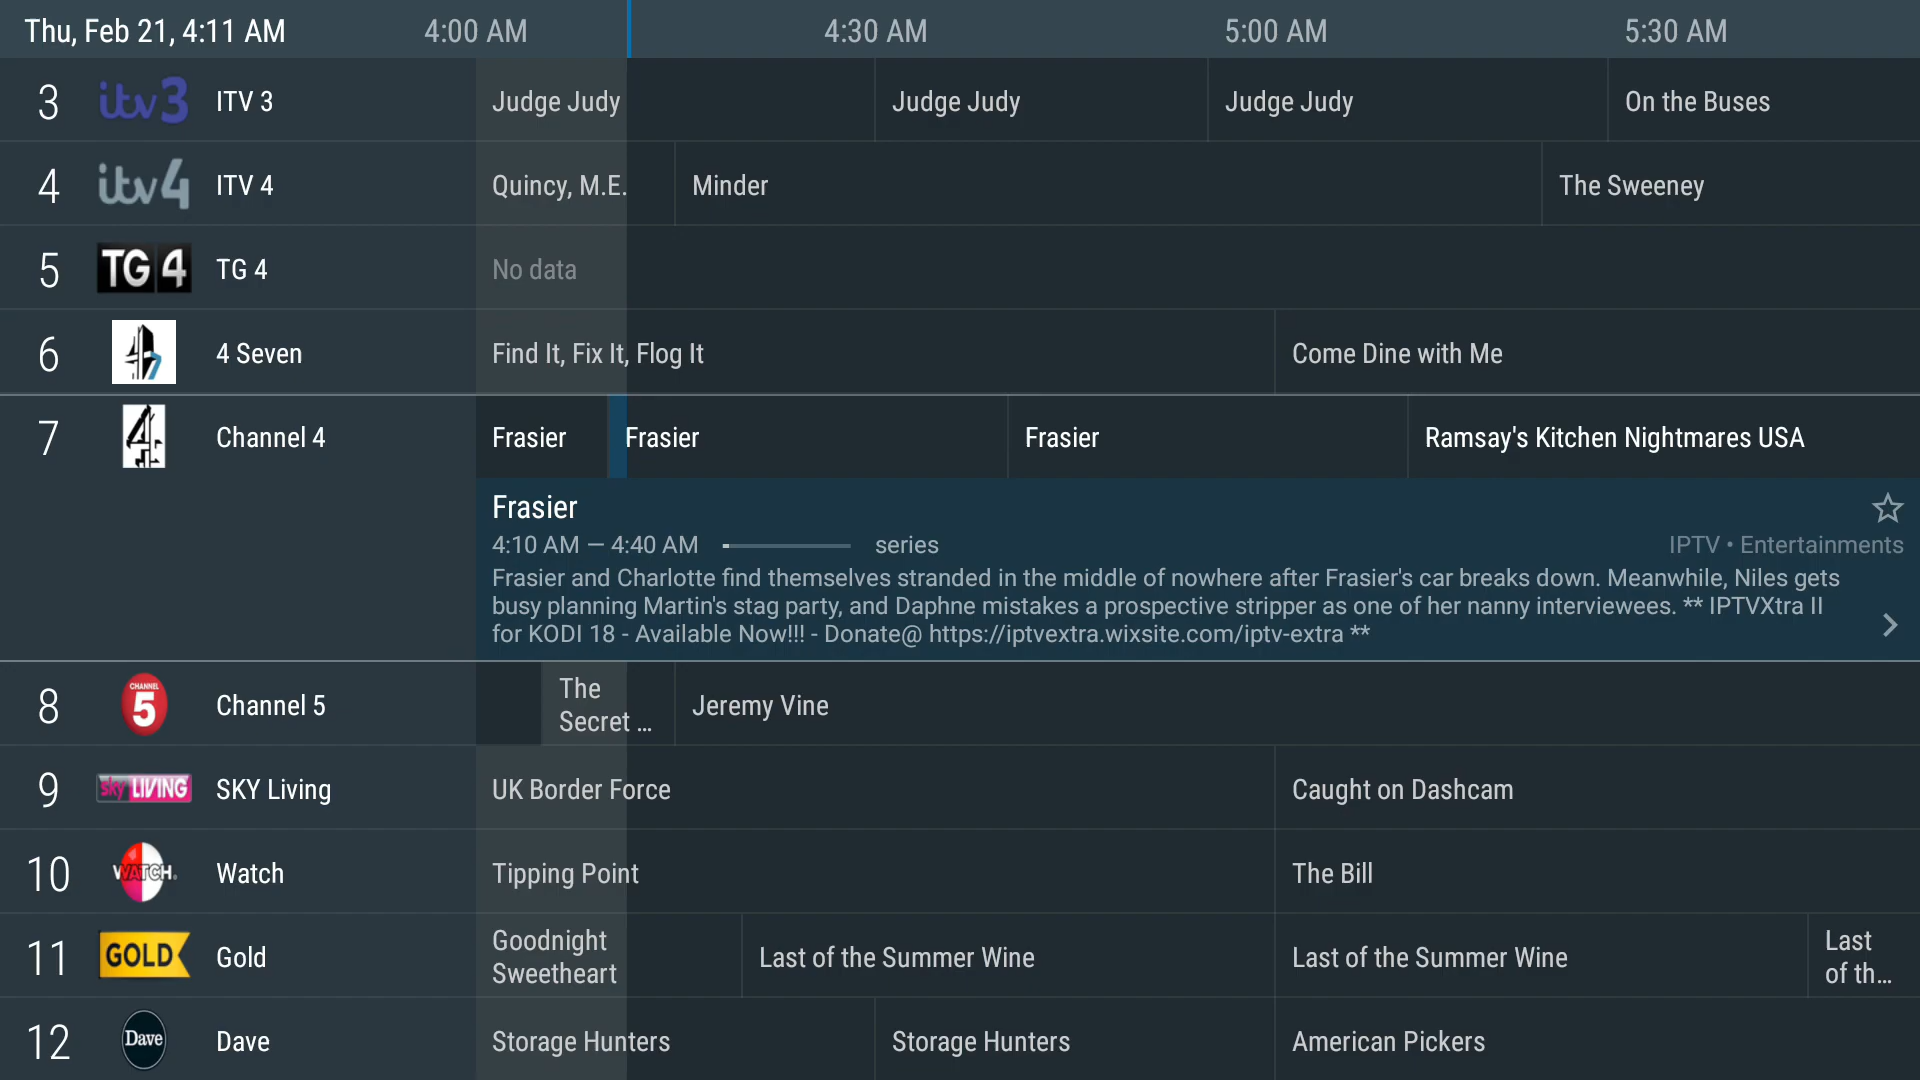 Thu, Feb 21, 4:11 AM 4:00 AM 4:30 AM 5:00 AM 5:30 AM
3 itv3 ITV 3 Judge Judy Judge Judy Judge Judy On the Buses
4 itv4 ITV 4 Quincy, M.E. Minder The Sweeney
5 TG4 TG 4 No data
6 47 4 Seven Find It, Fix It, Flog It Come Dine with Me
7 4 Channel 4 Frasier Frasier Frasier Ramsay's Kitchen Nightmares USA
Frasier
4:10 AM — 4:40 AM series IPTV • Entertainments
Frasier and Charlotte find themselves stranded in the middle of nowhere after Frasier's car breaks down. Meanwhile, Niles gets
busy planning Martin's stag party, and Daphne mistakes a prospective stripper as one of her nanny interviewees. ** IPTVXtra II
for KODI 18 - Available Now!!! - Donate@ https://iptvextra.wixsite.com/iptv-extra **
8 CHANNEL 5 Channel 5 The Secret ... Jeremy Vine
9 sky LIVING SKY Living UK Border Force Caught on Dashcam
10 WATCH. Watch Tipping Point The Bill
11 GOLD Gold Goodnight Sweetheart Last of the Summer Wine Last of the Summer Wine Last of th...
12 Dave Dave Storage Hunters Storage Hunters American Pickers